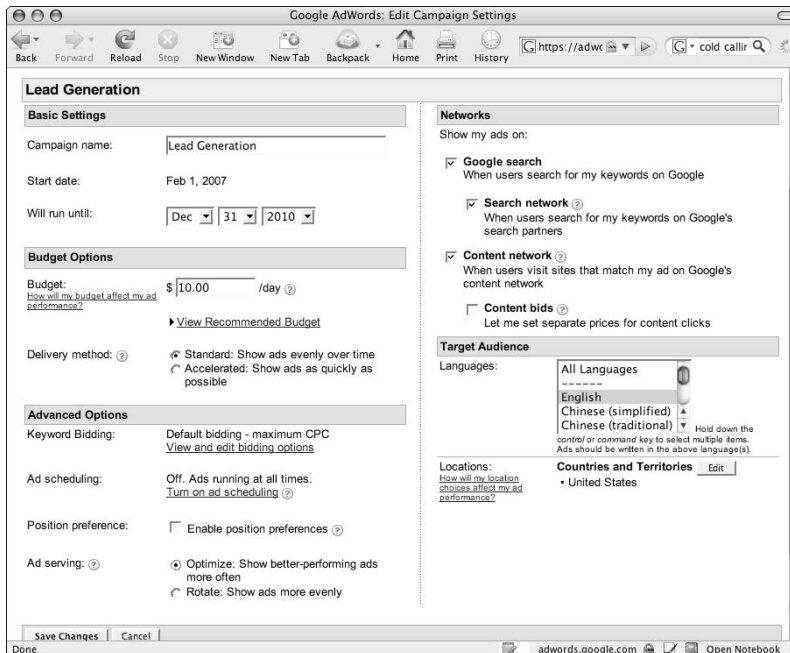 Google AdWords: Edit Campaign Settings
Back Forward Reload Stop New Window New Tab Backpack Home Print History https://adwc cold callir
Lead Generation
Basic Settings
Campaign name: Lead Generation
Start date: Feb 1, 2007
Will run until: Dec 31 2010
Budget Options
Budget: $ 10.00 /day ?
How will my budget affect my ad
performance?
View Recommended Budget
Delivery method: ? Standard: Show ads evenly over time
Accelerated: Show ads as quickly as
possible
Advanced Options
Keyword Bidding: Default bidding - maximum CPC
View and edit bidding options
Ad scheduling: Off. Ads running at all times.
Turn on ad scheduling ?
Position preference: Enable position preferences ?
Ad serving: ? Optimize: Show better-performing ads
more often
Rotate: Show ads more evenly
Networks
Show my ads on:
Google search
When users search for my keywords on Google
Search network ?
When users search for my keywords on Google's
search partners
Content network ?
When users visit sites that match my ad on Google's
content network
Content bids ?
Let me set separate prices for content clicks
Target Audience
Languages: All Languages
------
English
Chinese (simplified)
Chinese (traditional) Hold down the
control or command key to select multiple items.
Ads should be written in the above language(s).
Locations: Countries and Territories Edit
How will my location
choices affect my ad
performance?
• United States
Save Changes Cancel
Done adwords.google.com Open Notebook